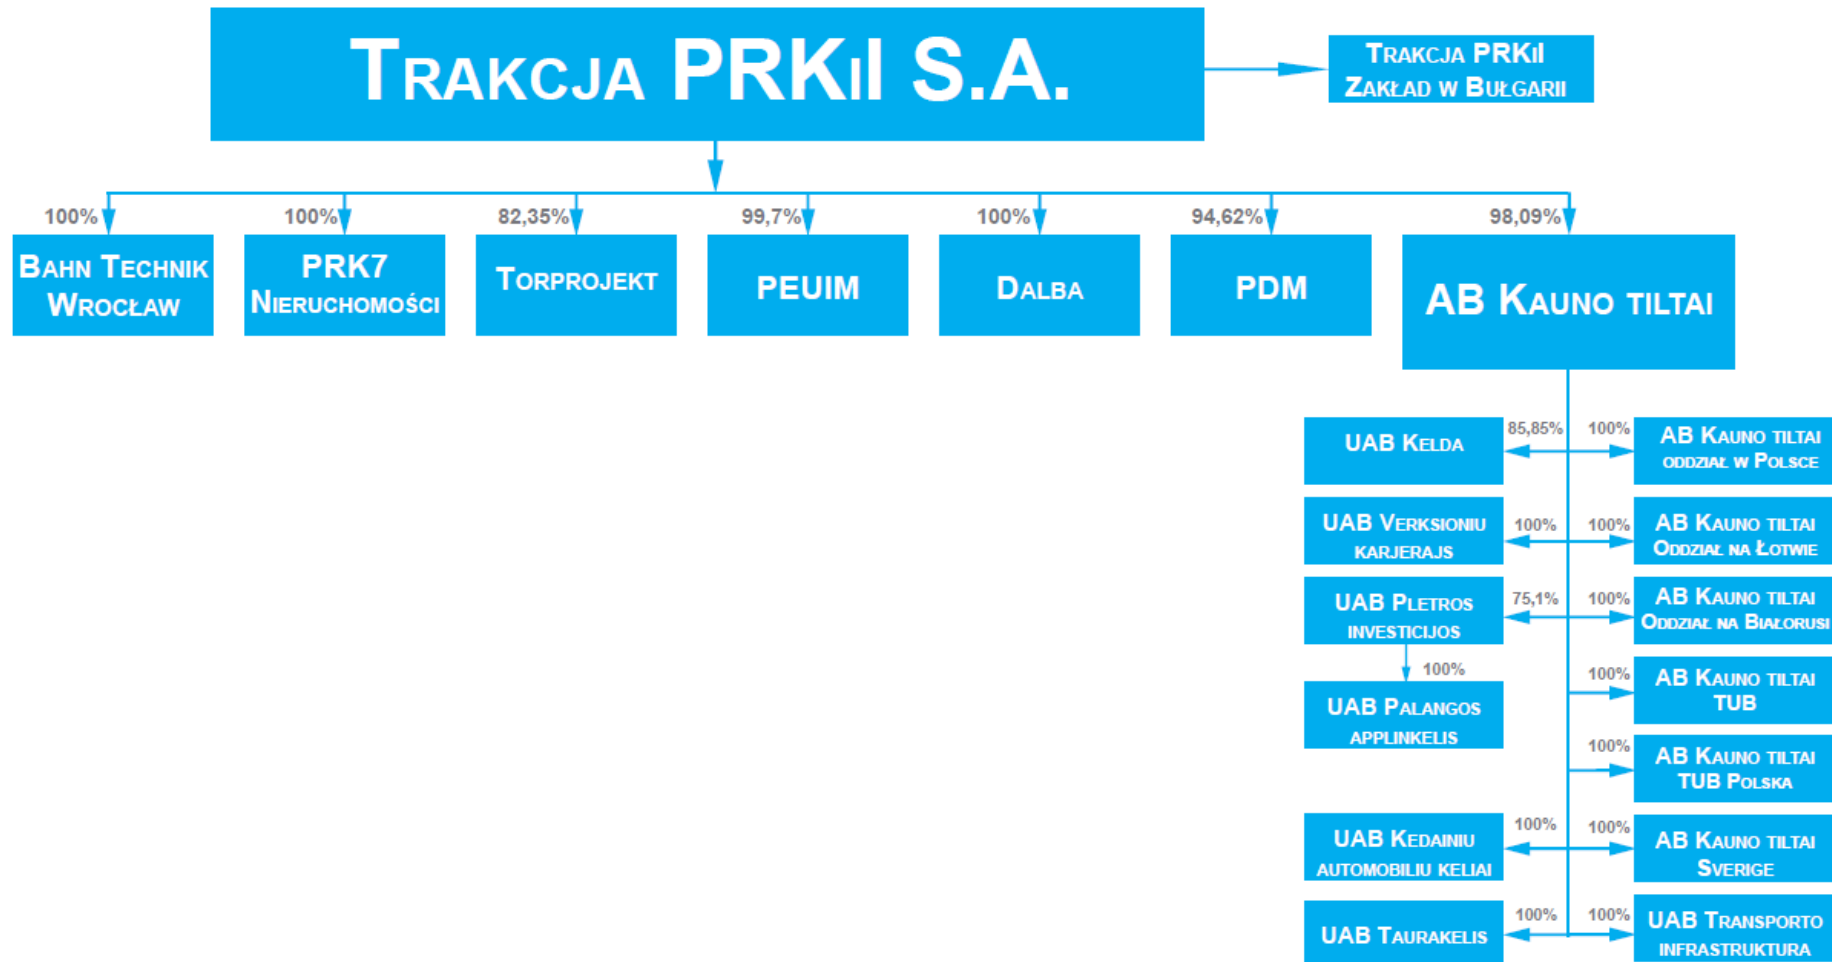 TRAKCJA PRKiI S.A.
TRAKCJA PRKiI
ZAKŁAD W BUŁGARII
100%
100%
82,35%
99,7%
100%
94,62%
98,09%
BAHN TECHNIK
WROCŁAW
PRK7
NIERUCHOMOŚCI
TORPROJEKT
PEUIM
DALBA
PDM
AB KAUNO TILTAI
UAB KELDA
85,85%
100%
AB KAUNO TILTAI
ODDZIAŁ W POLSCE
UAB VERKSIONIU
KARJERAJS
100%
100%
AB KAUNO TILTAI
ODDZIAŁ NA ŁOTWIE
UAB PLETROS
INVESTICIJOS
75,1%
100%
AB KAUNO TILTAI
ODDZIAŁ NA BIAŁORUSI
100%
UAB PALANGOS
APPLINKELIS
100%
AB KAUNO TILTAI
TUB
100%
AB KAUNO TILTAI
TUB POLSKA
UAB KEDAINIU
AUTOMOBILIU KELIAI
100%
100%
AB KAUNO TILTAI
SVERIGE
UAB TAURAKELIS
100%
100%
UAB TRANSPORTO
INFRASTRUKTURA